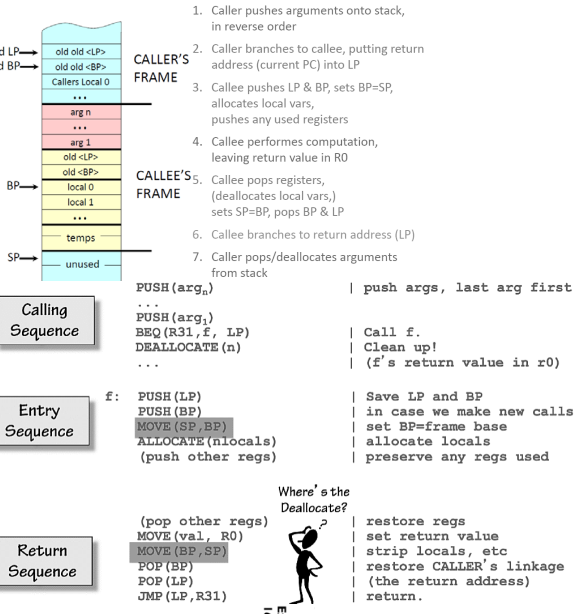 1. Caller pushes arguments onto stack,
in reverse order
2. Caller branches to callee, putting return
address (current PC) into LP
3. Callee pushes LP & BP, sets BP=SP,
allocates local vars,
pushes any used registers
4. Callee performes computation,
leaving return value in R0
5. Callee pops registers,
(deallocates local vars,)
sets SP=BP, pops BP & LP
6. Callee branches to return address (LP)
7. Caller pops/deallocates arguments
from stack
d LP
d BP
BP
SP
old old <LP>
old old <BP>
Callers Local 0
...
arg n
...
arg 1
old <LP>
old <BP>
local 0
local 1
...
temps
unused
CALLER'S
FRAME
CALLEE'S
FRAME
Calling
Sequence
PUSH(argn) | push args, last arg first
...
PUSH(arg1)
BEQ(R31,f, LP) | Call f.
DEALLOCATE(n) | Clean up!
... | (f's return value in r0)
Entry
Sequence
f: PUSH(LP) | Save LP and BP
PUSH(BP) | in case we make new calls
MOVE(SP,BP) | set BP=frame base
ALLOCATE(nlocals) | allocate locals
(push other regs) | preserve any regs used
Where's the
Deallocate?
?
Return
Sequence
(pop other regs) | restore regs
MOVE(val, R0) | set return value
MOVE(BP,SP) | strip locals, etc
POP(BP) | restore CALLER's linkage
POP(LP) | (the return address)
JMP(LP,R31) | return.